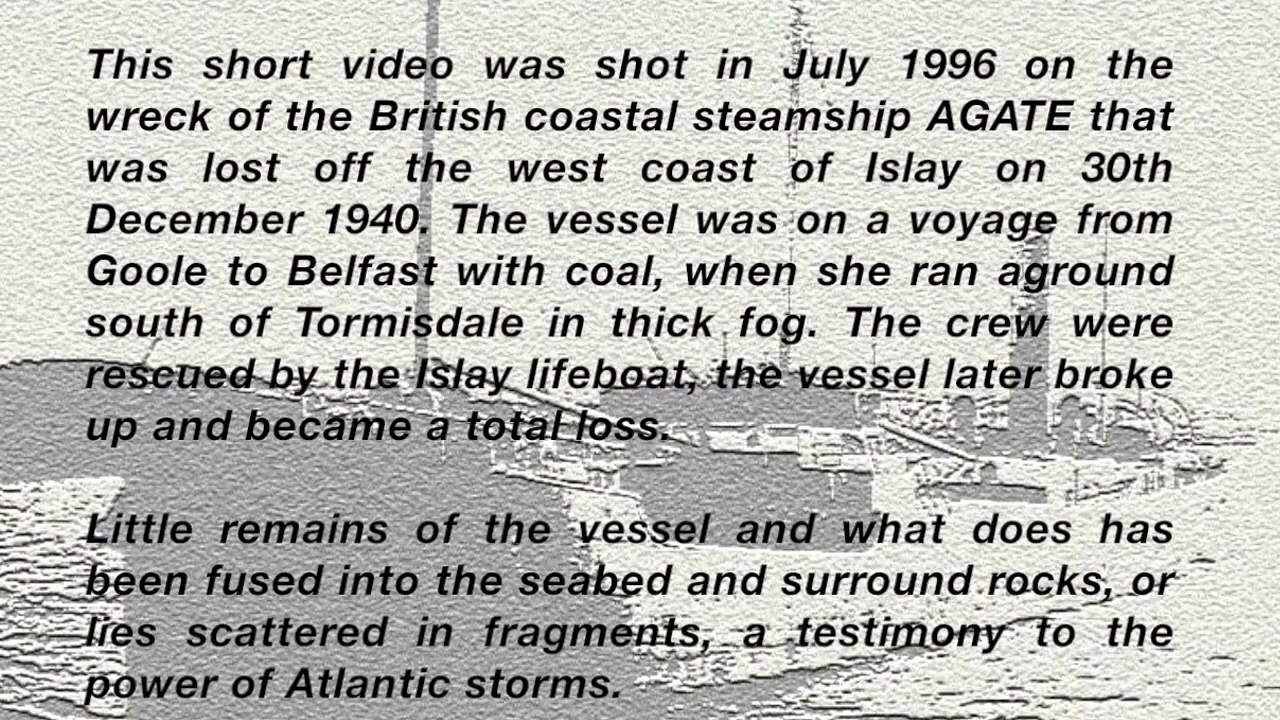 This short video was shot in July 1996 on the
wreck of the British coastal steamship AGATE that
was lost off the west coast of Islay on 30th
December 1940. The vessel was on a voyage from
Goole to Belfast with coal, when she ran aground
south of Tormisdale in thick fog. The crew were
rescued by the Islay lifeboat, the vessel later broke
up and became a total loss.
Little remains of the vessel and what does has
been fused into the seabed and surround rocks, or
lies scattered in fragments, a testimony to the
power of Atlantic storms.